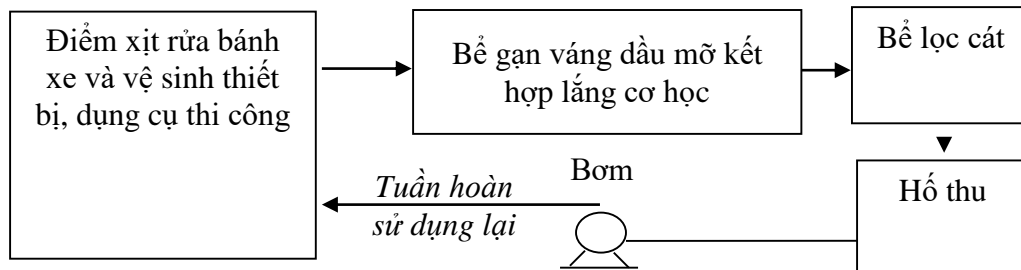 Điểm xịt rửa bánh
xe và vệ sinh thiết
bị, dụng cụ thi công
Bể gạn váng dầu mỡ kết
hợp lắng cơ học
Bể lọc cát
Hố thu
Bơm
Tuần hoàn
sử dụng lại